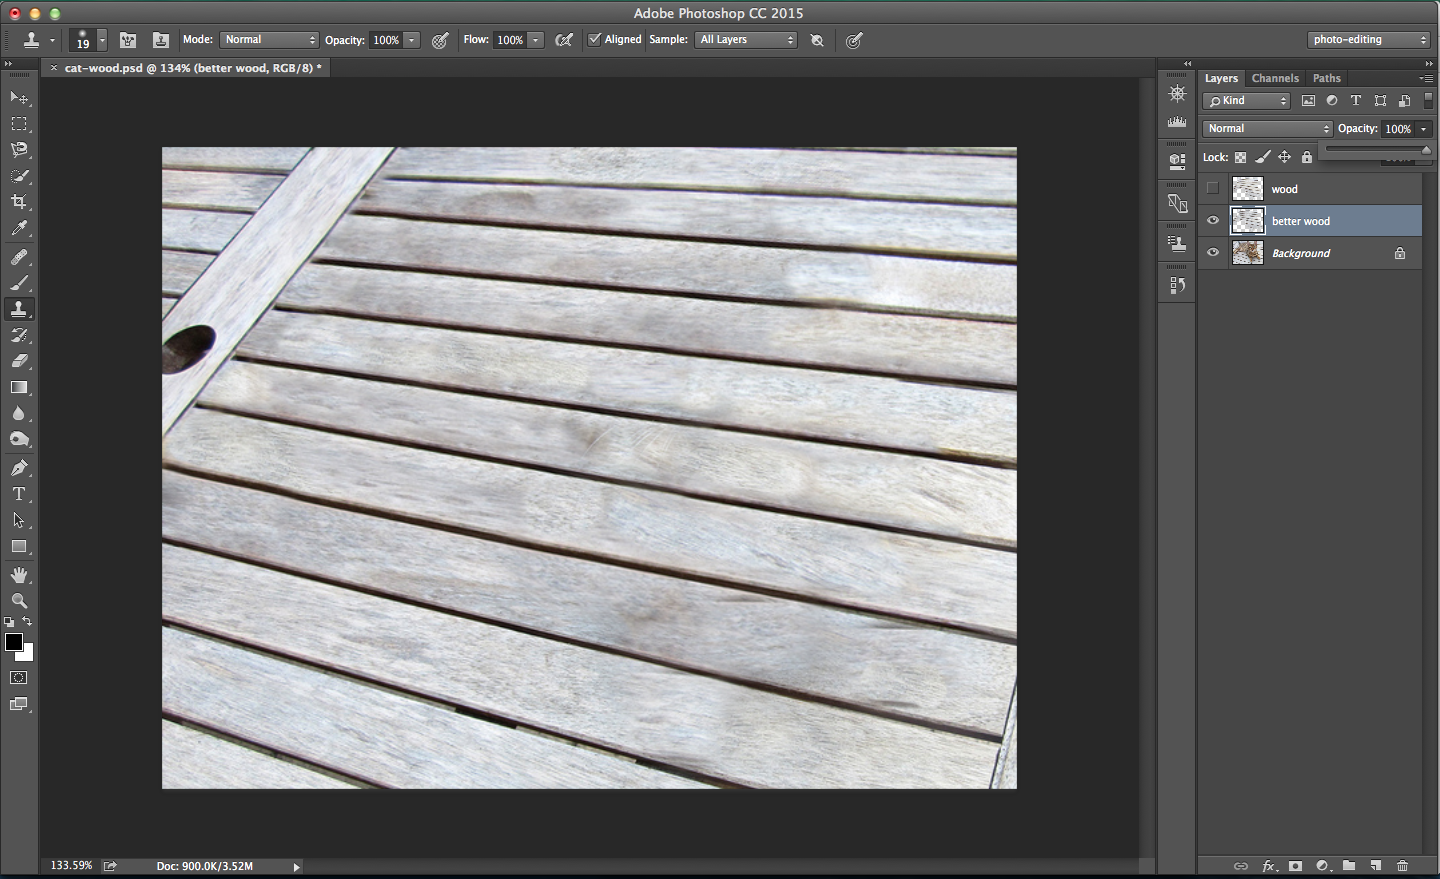 Adobe Photoshop CC 2015
19
Mode: Normal Opacity: 100% Flow: 100% Aligned Sample: All Layers photo-editing
cat-wood.psd @ 134% (better wood, RGB/8) *
Layers Channels Paths
Kind
Normal Opacity: 100%
Lock:
wood
better wood
Background
133.59% Doc: 900.0K/3.52M